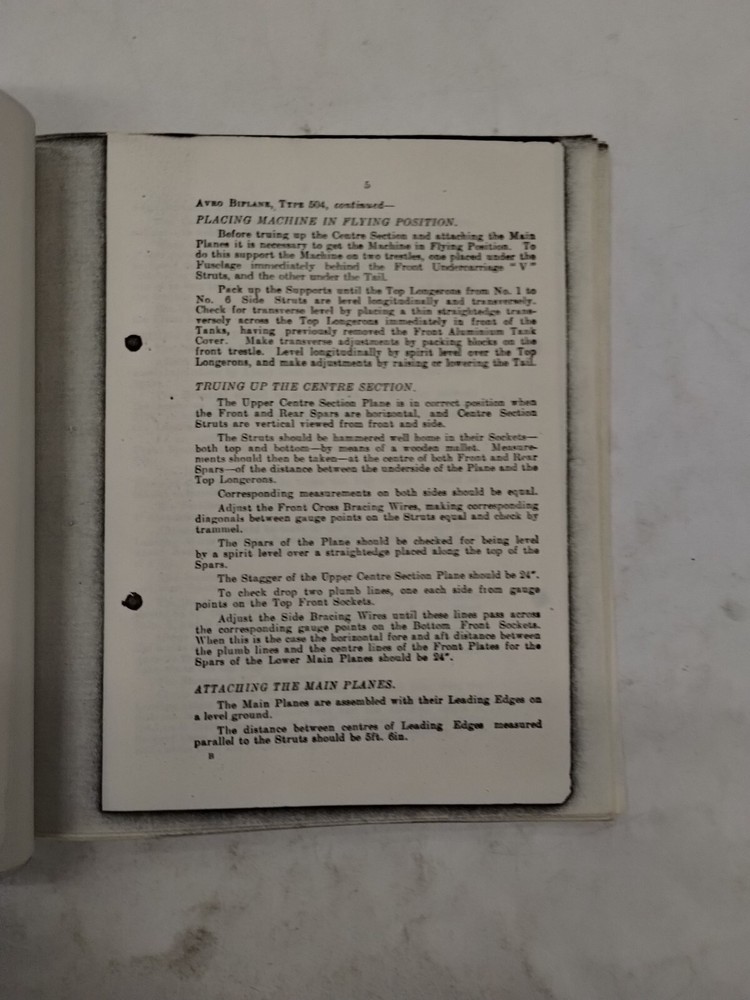 5
AVRO BIPLANE, TYPE 504, continued—
PLACING MACHINE IN FLYING POSITION.
Before truing up the Centre Section and attaching the Main
Planes it is necessary to get the Machine in Flying Position. To
do this support the Machine on two trestles, one placed under the
Fuselage immediately behind the Front Undercarriage "V"
Struts, and the other under the Tail.
Pack up the Supports until the Top Longerons from No. 1 to
No. 6 Side Struts are level longitudinally and transversely.
Check for transverse level by placing a thin straightedge trans-
versely across the Top Longerons immediately in front of the
Tanks, having previously removed the Front Aluminium Tank
Cover. Make transverse adjustments by packing blocks on the
front trestle. Level longitudinally by spirit level over the Top
Longerons, and make adjustments by raising or lowering the Tail.
TRUING UP THE CENTRE SECTION.
The Upper Centre Section Plane is in correct position when
the Front and Rear Spars are horizontal, and Centre Section
Struts are vertical viewed from front and side.
The Struts should be hammered well home in their Sockets—
both top and bottom—by means of a wooden mallet. Measure-
ments should then be taken—at the centre of both Front and Rear
Spars—of the distance between the underside of the Plane and the
Top Longerons.
Corresponding measurements on both sides should be equal.
Adjust the Front Cross Bracing Wires, making corresponding
diagonals between gauge points on the Struts equal and check by
trammel.
The Spars of the Plane should be checked for being level
by a spirit level over a straightedge placed along the top of the
Spars.
The Stagger of the Upper Centre Section Plane should be 24".
To check drop two plumb lines, one each side from gauge
points on the Top Front Sockets.
Adjust the Side Bracing Wires until these lines pass across
the corresponding gauge points on the Bottom Front Sockets.
When this is the case the horizontal fore and aft distance between
the plumb lines and the centre lines of the Front Plates for the
Spars of the Lower Main Planes should be 24".
ATTACHING THE MAIN PLANES.
The Main Planes are assembled with their Leading Edges on
a level ground.
The distance between centres of Leading Edges measured
parallel to the Struts should be 5ft. 6in.
B